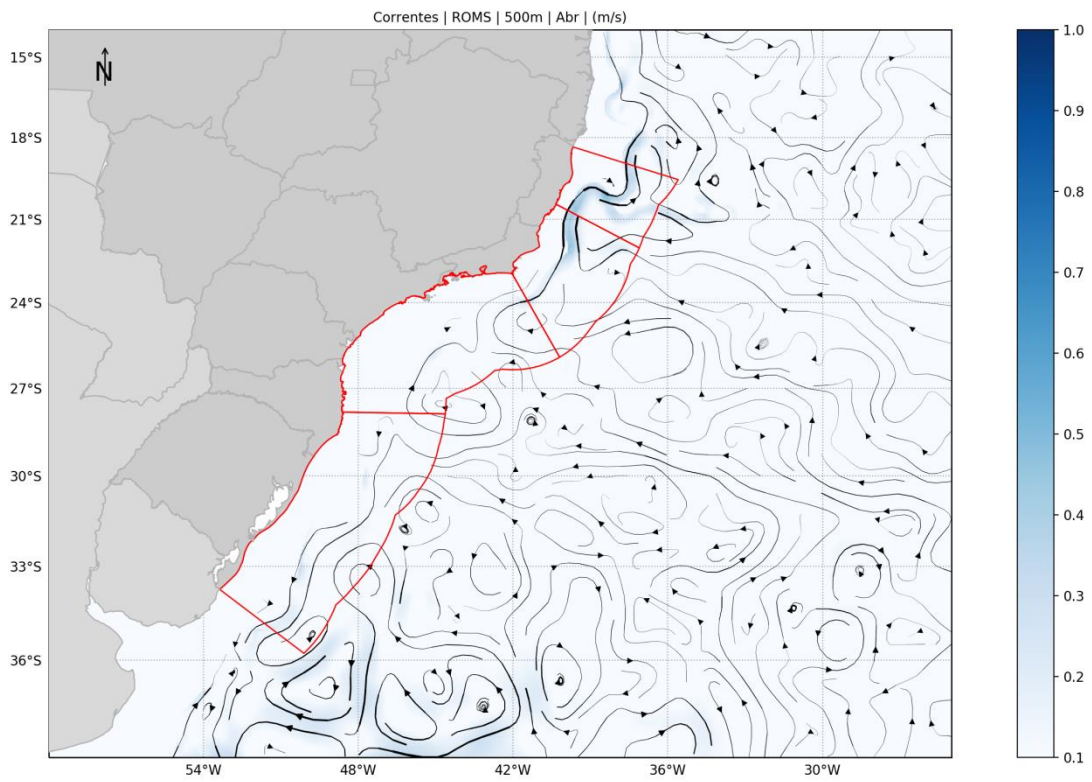 Correntes | ROMS | 500m | Abr | (m/s)
N
15°S
18°S
21°S
24°S
27°S
30°S
33°S
36°S
54°W
48°W
42°W
36°W
30°W
1.0
0.9
0.8
0.7
0.6
0.5
0.4
0.3
0.2
0.1